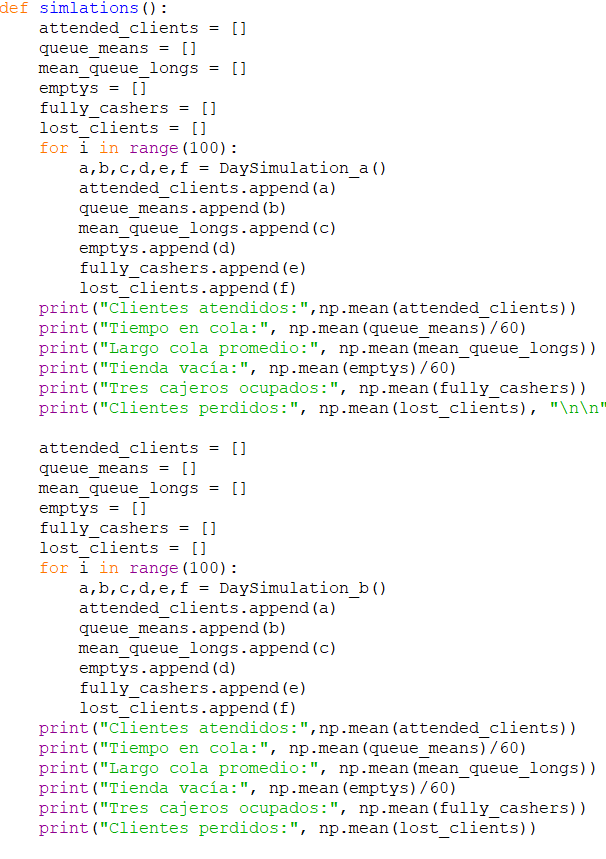 def simlations():
    attended_clients = []
    queue_means = []
    mean_queue_longs = []
    emptys = []
    fully_cashers = []
    lost_clients = []
    for i in range(100):
        a,b,c,d,e,f = DaySimulation_a()
        attended_clients.append(a)
        queue_means.append(b)
        mean_queue_longs.append(c)
        emptys.append(d)
        fully_cashers.append(e)
        lost_clients.append(f)
    print("Clientes atendidos:",np.mean(attended_clients))
    print("Tiempo en cola:", np.mean(queue_means)/60)
    print("Largo cola promedio:", np.mean(mean_queue_longs))
    print("Tienda vacía:", np.mean(emptys)/60)
    print("Tres cajeros ocupados:", np.mean(fully_cashers))
    print("Clientes perdidos:", np.mean(lost_clients), "\n\n"

    attended_clients = []
    queue_means = []
    mean_queue_longs = []
    emptys = []
    fully_cashers = []
    lost_clients = []
    for i in range(100):
        a,b,c,d,e,f = DaySimulation_b()
        attended_clients.append(a)
        queue_means.append(b)
        mean_queue_longs.append(c)
        emptys.append(d)
        fully_cashers.append(e)
        lost_clients.append(f)
    print("Clientes atendidos:",np.mean(attended_clients))
    print("Tiempo en cola:", np.mean(queue_means)/60)
    print("Largo cola promedio:", np.mean(mean_queue_longs))
    print("Tienda vacía:", np.mean(emptys)/60)
    print("Tres cajeros ocupados:", np.mean(fully_cashers))
    print("Clientes perdidos:", np.mean(lost_clients))